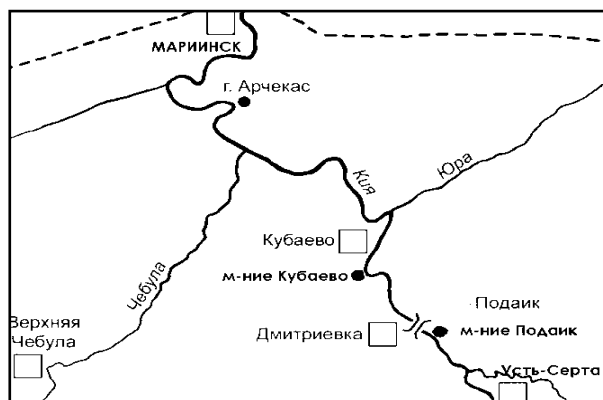 МАРИИНСК
г. Арчекас
Кия
Юра
Кубаево
м-ние Кубаево
Чебула
Подаик
м-ние Подаик
Дмитриевка
Верхняя
Чебула
Усть-Серта